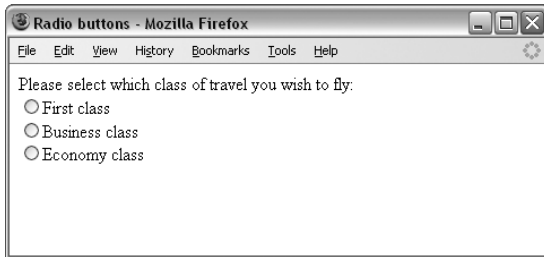 Radio buttons - Mozilla Firefox
File Edit View History Bookmarks Tools Help
Please select which class of travel you wish to fly:
First class
Business class
Economy class